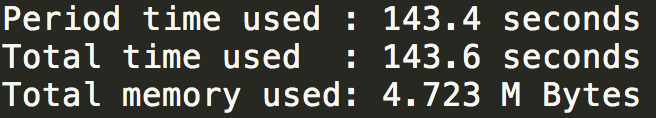 Period time used : 143.4 seconds
Total time used  : 143.6 seconds
Total memory used: 4.723 M Bytes